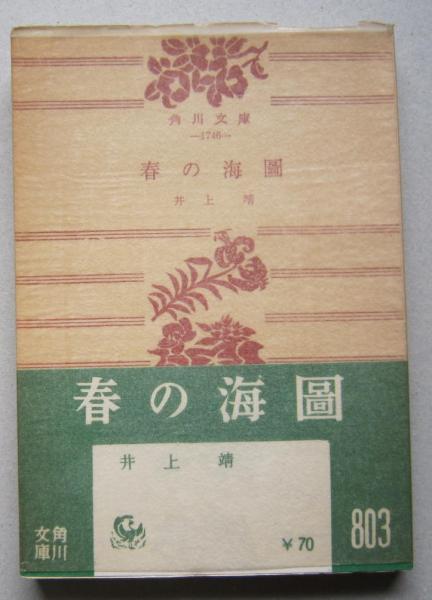 角川文庫
—1746—
春の海圖
井上靖
春の海圖
井上靖
角川文庫
¥70
803